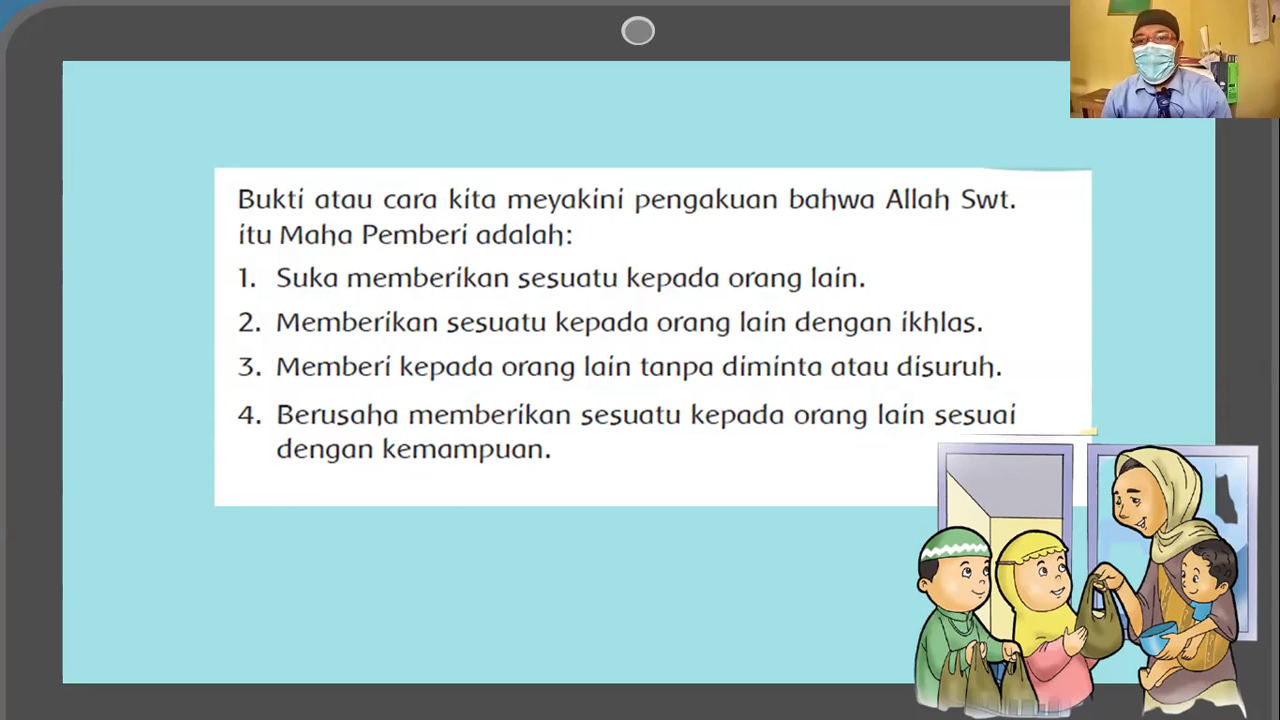 Bukti atau cara kita meyakini pengakuan bahwa Allah Swt.
itu Maha Pemberi adalah:
1. Suka memberikan sesuatu kepada orang lain.
2. Memberikan sesuatu kepada orang lain dengan ikhlas.
3. Memberi kepada orang lain tanpa diminta atau disuruh.
4. Berusaha memberikan sesuatu kepada orang lain sesuai
dengan kemampuan.